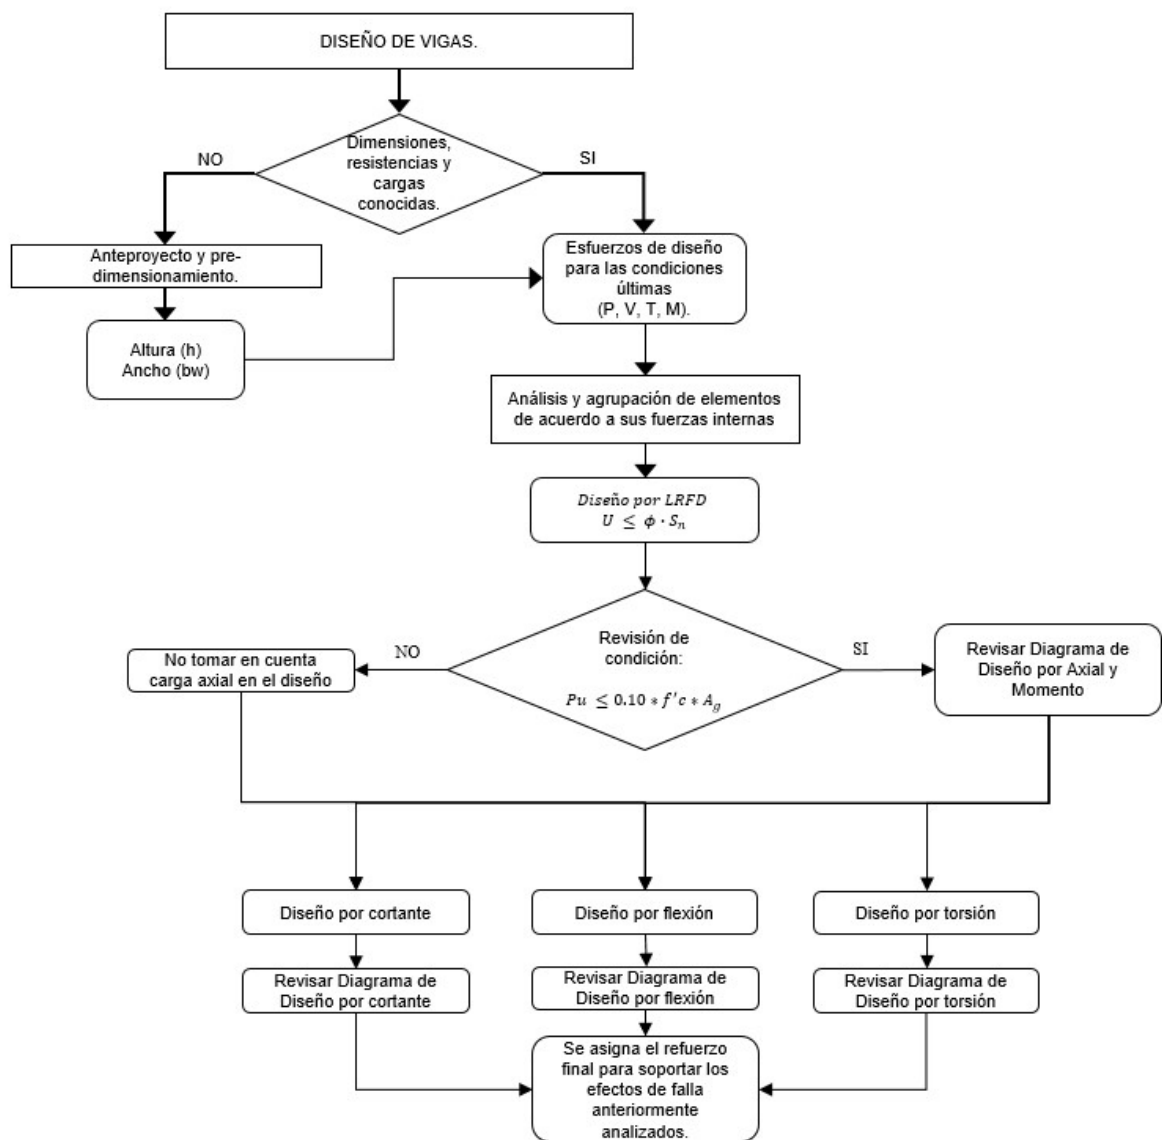 DISEÑO DE VIGAS.
Dimensiones,
resistencias y
cargas
conocidas.
NO
SI
Anteproyecto y pre-
dimensionamiento.
Altura (h)
Ancho (bw)
Esfuerzos de diseño
para las condiciones
últimas
(P, V, T, M).
Análisis y agrupación de elementos
de acuerdo a sus fuerzas internas
Diseño por LRFD
U ≤ ϕ · Sₙ
Revisión de
condición:
Pu ≤ 0.10 * f'c * A_g
NO
SI
No tomar en cuenta
carga axial en el diseño
Revisar Diagrama de
Diseño por Axial y
Momento
Diseño por cortante
Diseño por flexión
Diseño por torsión
Revisar Diagrama de
Diseño por cortante
Revisar Diagrama de
Diseño por flexión
Revisar Diagrama de
Diseño por torsión
Se asigna el refuerzo
final para soportar los
efectos de falla
anteriormente
analizados.